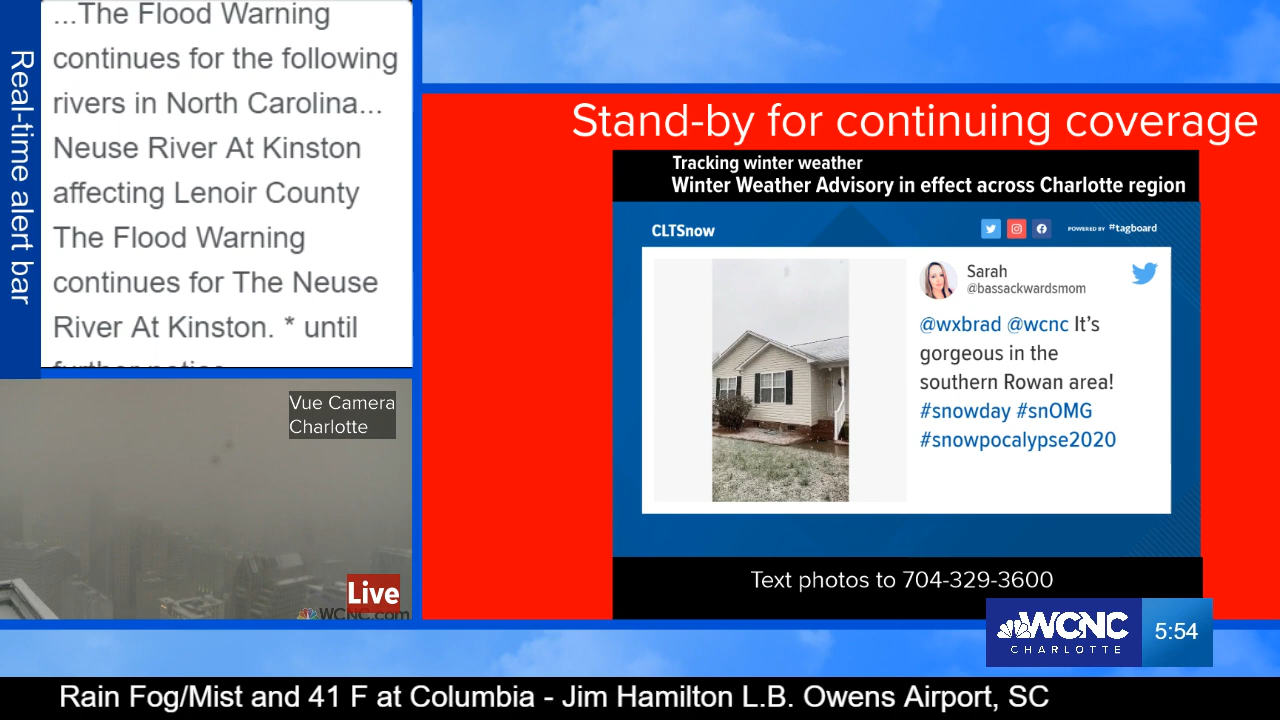 Real-time alert bar
...The Flood Warning
continues for the following
rivers in North Carolina...
Neuse River At Kinston
affecting Lenoir County
The Flood Warning
continues for The Neuse
River At Kinston. * until
further notice
Vue Camera
Charlotte
Live
WCNC.com
Stand-by for continuing coverage
Tracking winter weather
Winter Weather Advisory in effect across Charlotte region
CLTSnow
POWERED BY #tagboard
Sarah
@bassackwardsmom
@wxbrad @wcnc It's
gorgeous in the
southern Rowan area!
#snowday #snOMG
#snowpocalypse2020
Text photos to 704-329-3600
WCNC
CHARLOTTE
5:54
Rain Fog/Mist and 41 F at Columbia - Jim Hamilton L.B. Owens Airport, SC